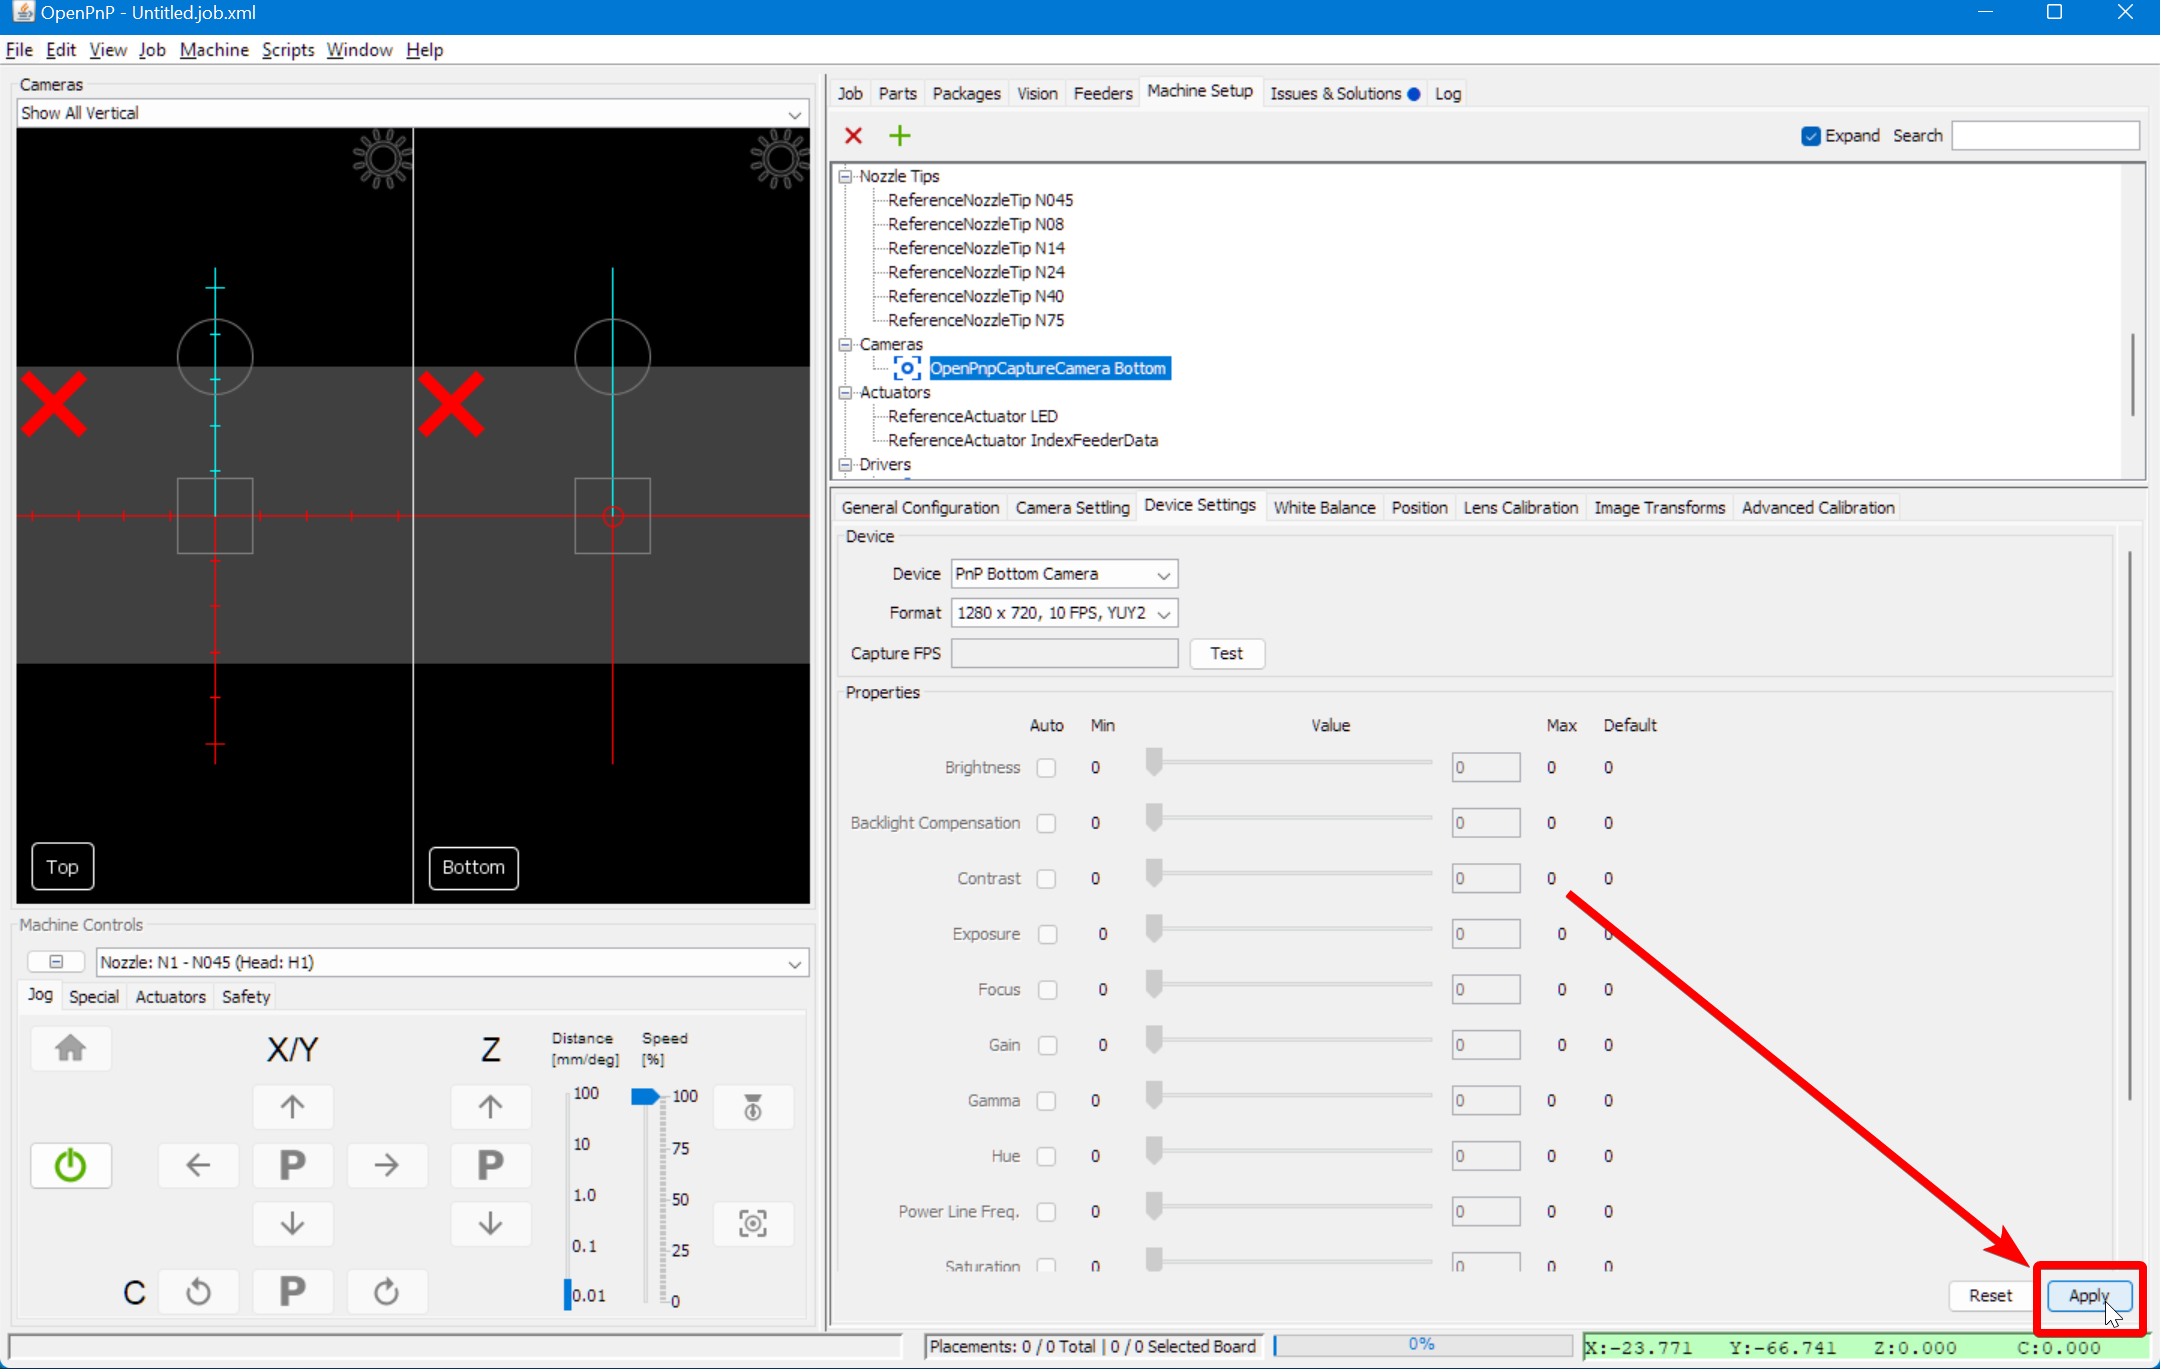 OpenPnP - Untitled.job.xml
File Edit View Job Machine Scripts Window Help
Cameras
Show All Vertical
Top
Bottom
Machine Controls
Nozzle: N1 - N045 (Head: H1)
Jog Special Actuators Safety
X/Y
Z
Distance [mm/deg]
Speed [%]
100
10
1.0
0.1
0.01
100
75
50
25
0
P
P
C
P
Job Parts Packages Vision Feeders Machine Setup Issues & Solutions Log
Expand Search
Nozzle Tips
ReferenceNozzleTip N045
ReferenceNozzleTip N08
ReferenceNozzleTip N14
ReferenceNozzleTip N24
ReferenceNozzleTip N40
ReferenceNozzleTip N75
Cameras
OpenPnpCaptureCamera Bottom
Actuators
ReferenceActuator LED
ReferenceActuator IndexFeederData
Drivers
General Configuration Camera Settling Device Settings White Balance Position Lens Calibration Image Transforms Advanced Calibration
Device
Device PnP Bottom Camera
Format 1280 x 720, 10 FPS, YUY2
Capture FPS Test
Properties
Auto Min Value Max Default
Brightness 0 0 0 0
Backlight Compensation 0 0 0 0
Contrast 0 0 0 0
Exposure 0 0 0 0
Focus 0 0 0 0
Gain 0 0 0 0
Gamma 0 0 0 0
Hue 0 0 0 0
Power Line Freq. 0 0 0 0
Saturation 0 0 0 0
Reset Apply
Placements: 0 / 0 Total | 0 / 0 Selected Board 0% X:-23.771 Y:-66.741 Z:0.000 C:0.000